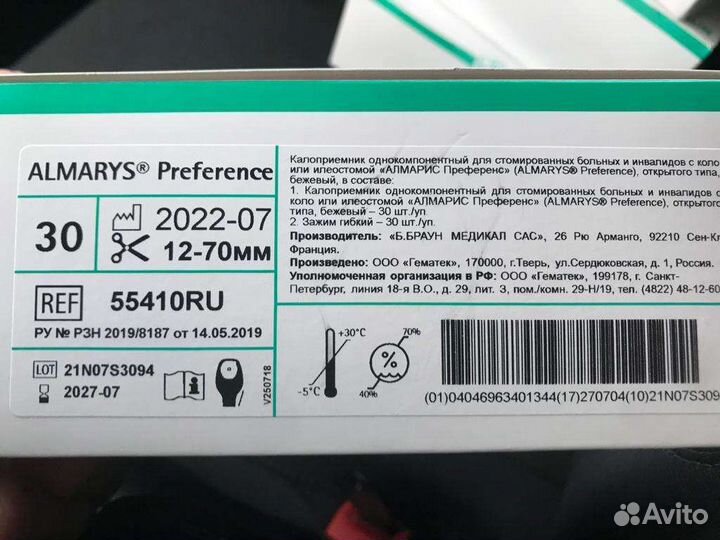 ALMARYS® Preference
30
2022-07
12-70мм
REF 55410RU
РУ № РЗН 2019/8187 от 14.05.2019
LOT 21N07S3094
2027-07
V250718
Калоприемник однокомпонентный для стомированных больных и инвалидов с коло
или илеостомой «АЛМАРИС Преференс» (ALMARYS® Preference), открытого типа,
бежевый, в составе:
1. Калоприемник однокомпонентный для стомированных больных и инвалидов с
коло или илеостомой «АЛМАРИС Преференс» (ALMARYS® Preference), открытого
типа, бежевый – 30 шт./уп.
2. Зажим гибкий – 30 шт./уп.
Производитель: «Б.БРАУН МЕДИКАЛ САС», 26 Рю Арманго, 92210 Сен-Кл
Франция.
Произведено: ООО «Гематек», 170000, г.Тверь, ул.Сердюковская, д.1, Россия.
Уполномоченная организация в РФ: ООО «Гематек», 199178, г. Санкт-
Петербург, линия 18-я В.О., д. 29, лит. З, пом./комн. 29-Н/19, тел. (4822) 48-12-60
+30°C
-5°C
70%
%
40%
(01)04046963401344(17)270704(10)21N07S309
Avito